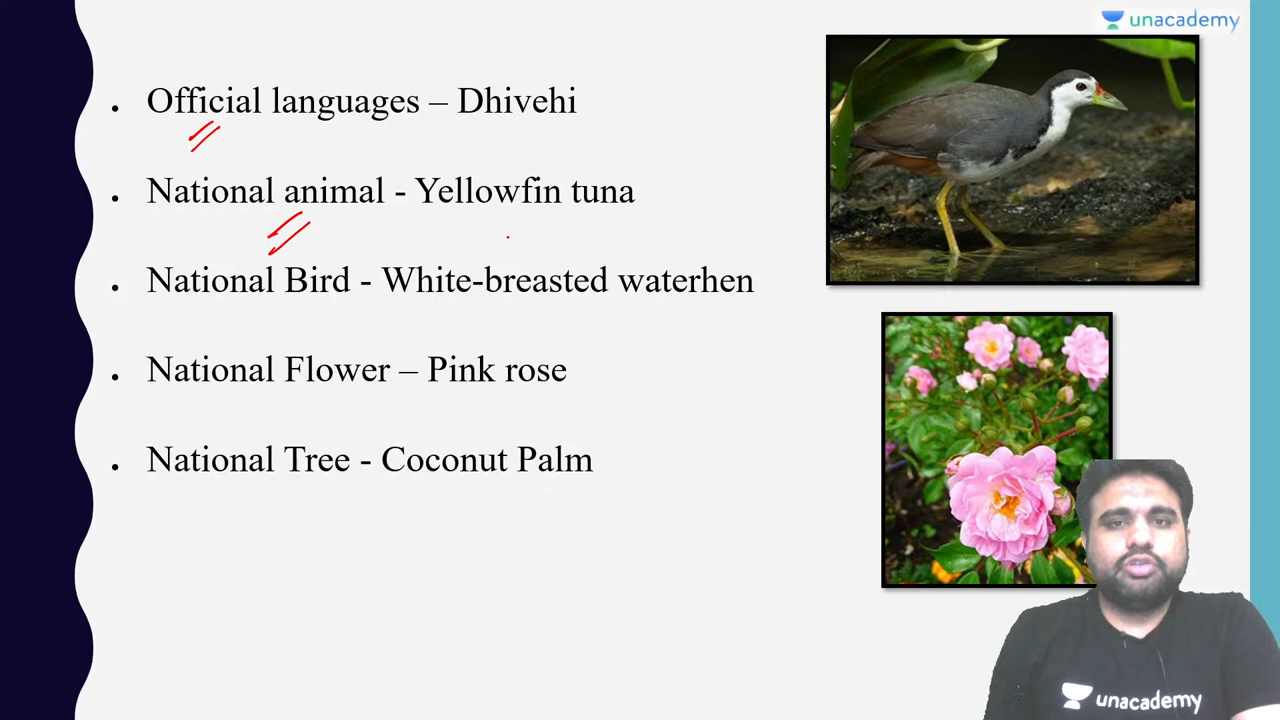 unacademy
Official languages – Dhivehi
National animal - Yellowfin tuna
National Bird - White-breasted waterhen
National Flower – Pink rose
National Tree - Coconut Palm
unacademy